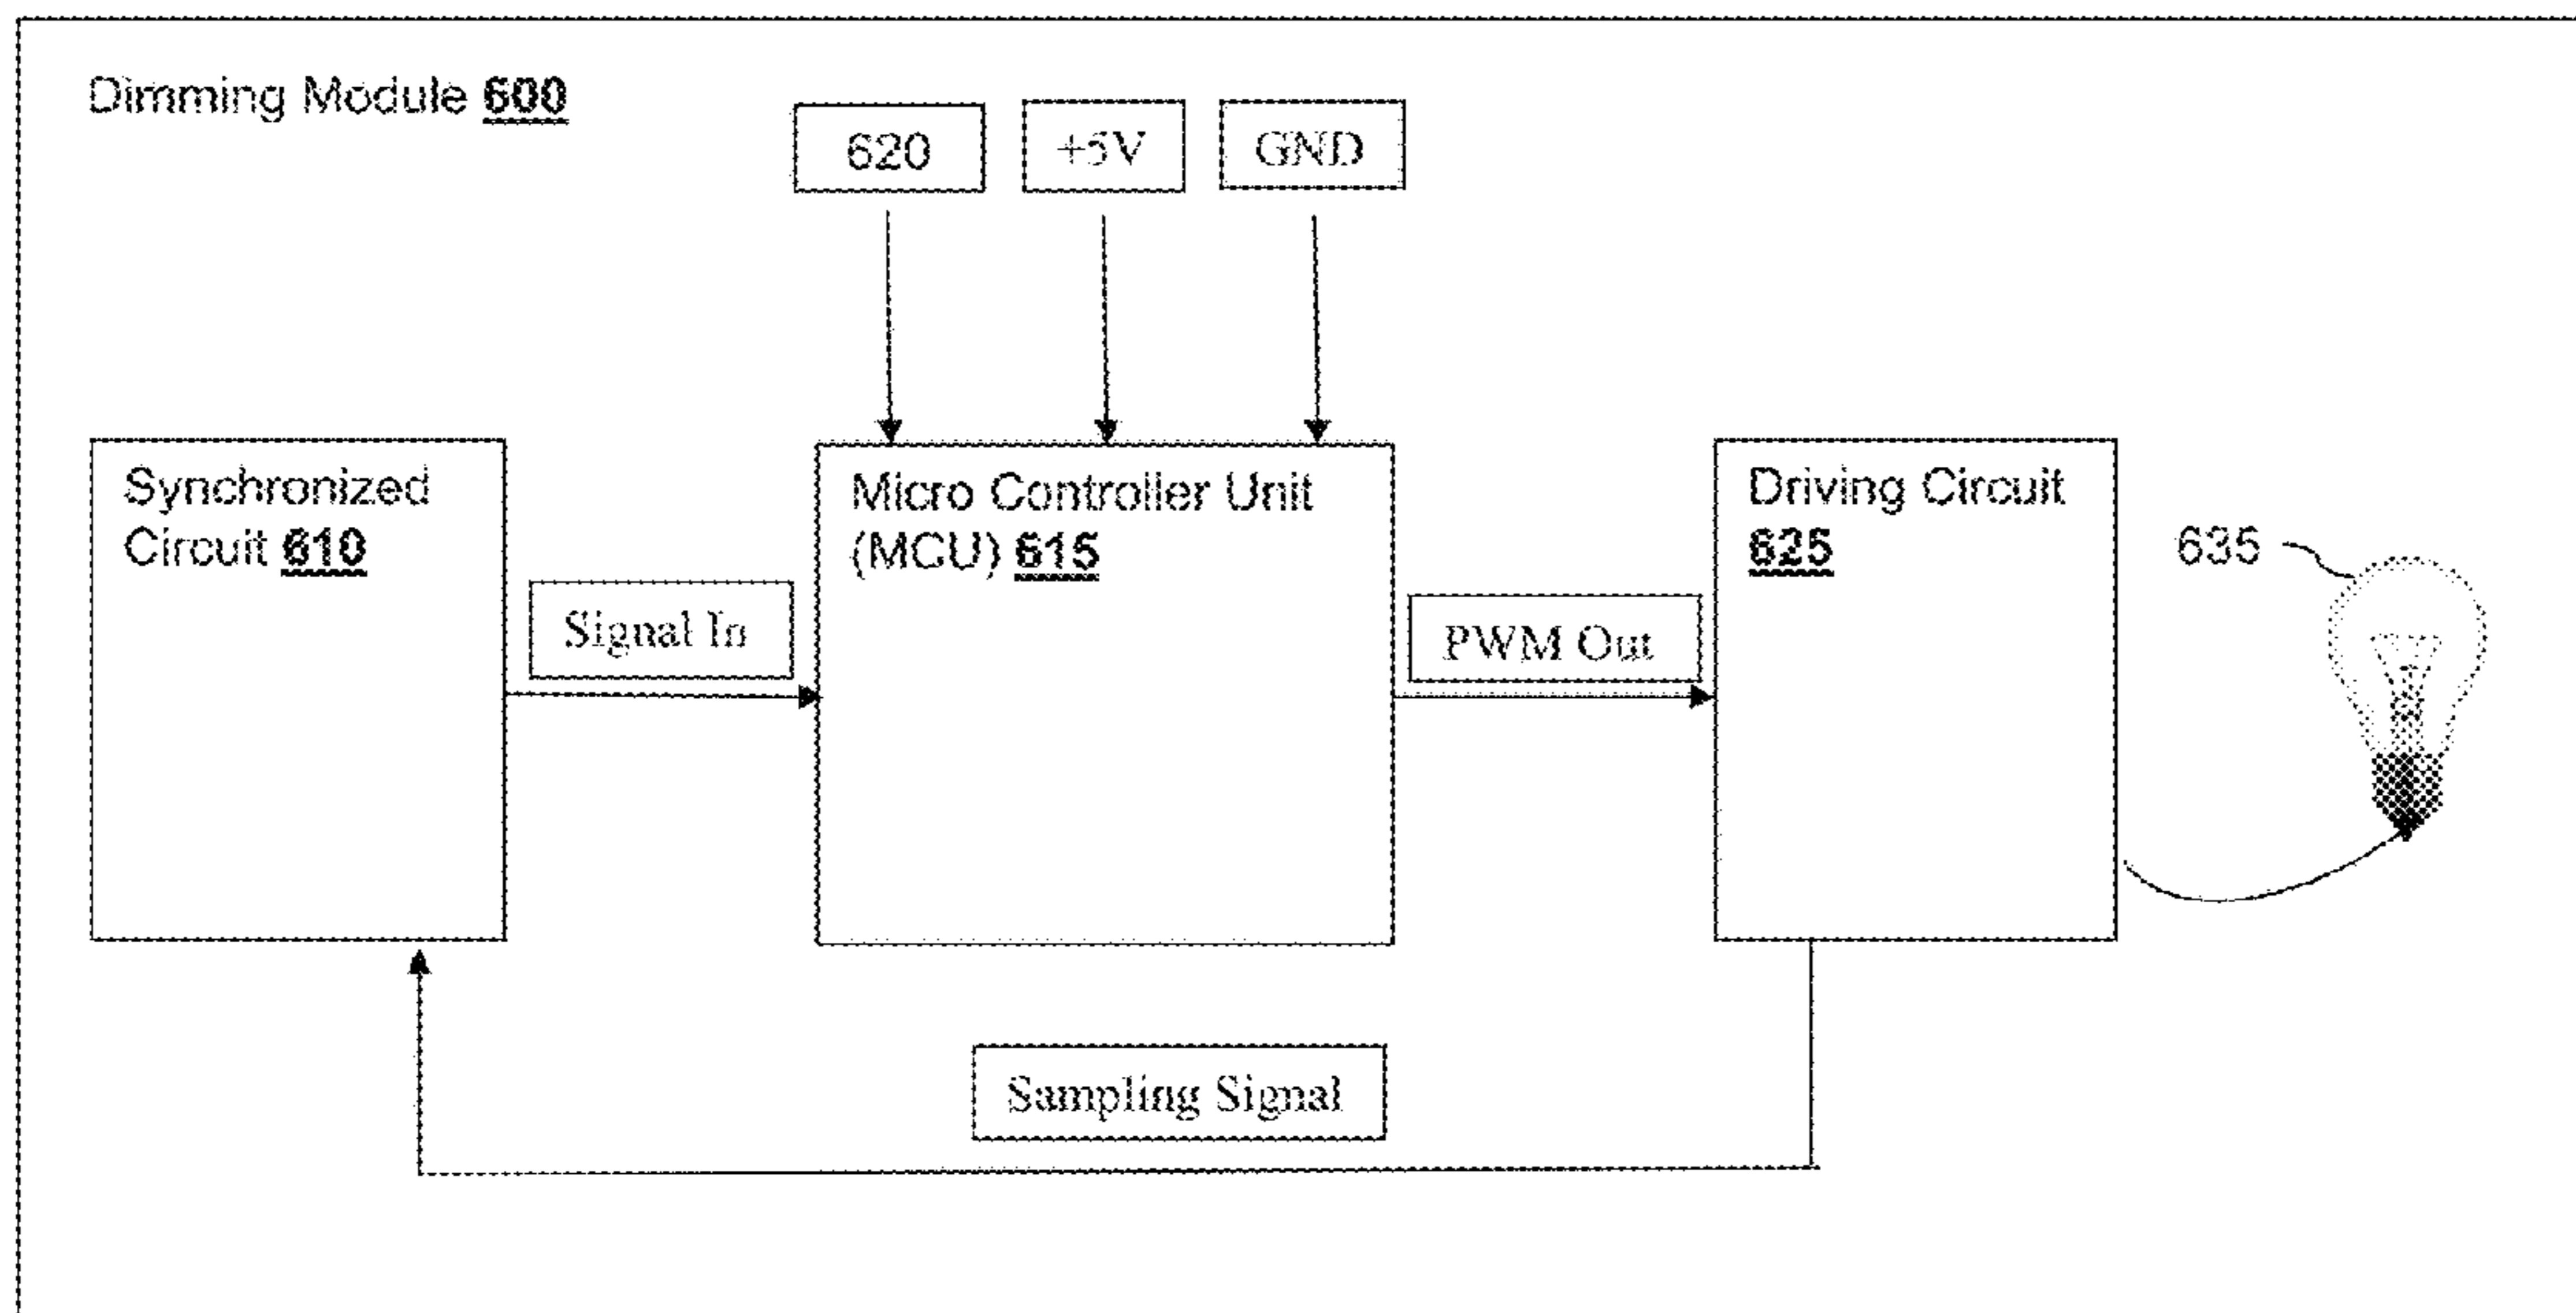 Dimming Module 600
620
+5V
GND
Synchronized
Circuit 610
Signal In
Micro Controller Unit
(MCU) 615
PWM Out
Driving Circuit
625
635
Sampling Signal